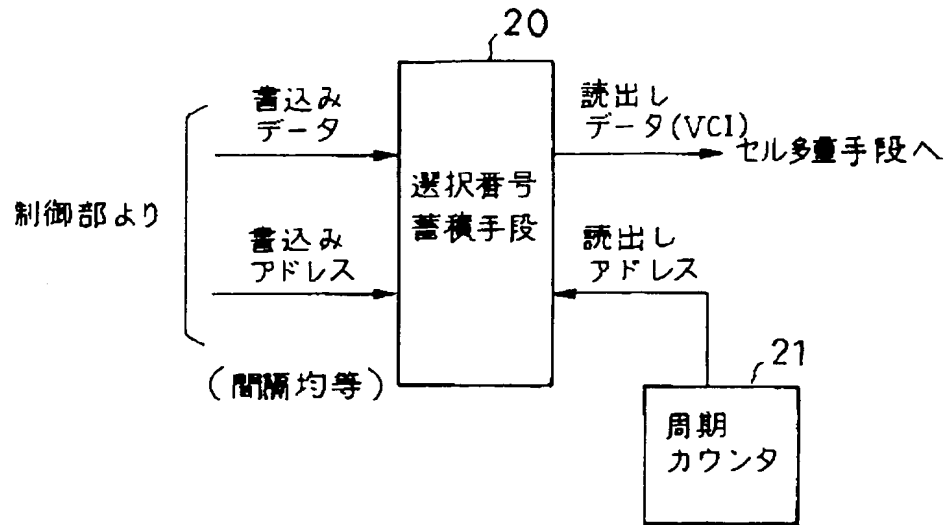 20
書込み
データ
読出し
データ(VCI)
セル多重手段へ
選択番号
蓄積手段
制御部より
書込み
アドレス
読出し
アドレス
(間隔均等)
21
周期
カウンタ